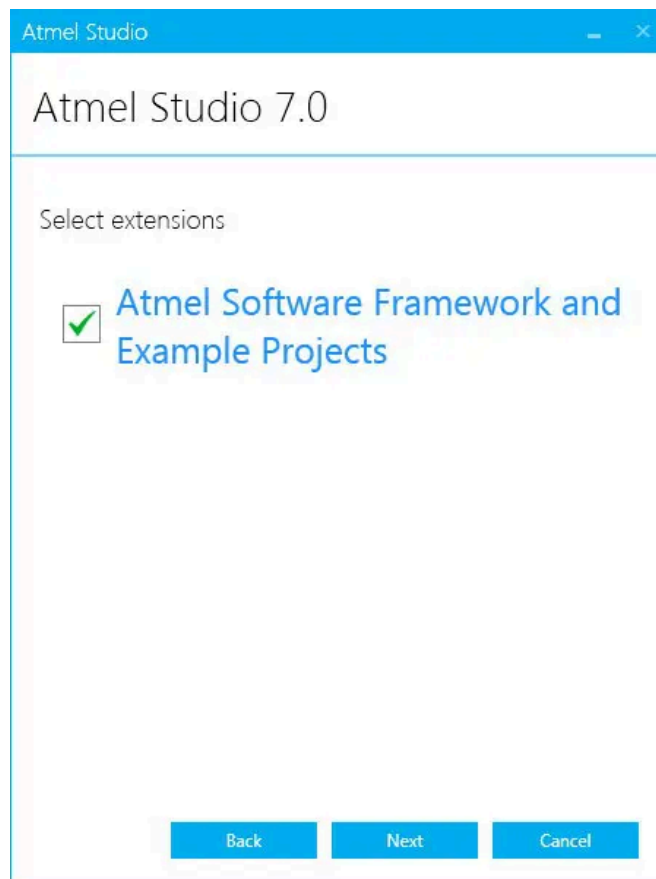 Atmel Studio
Atmel Studio 7.0
Select extensions
Atmel Software Framework and
Example Projects
Back
Next
Cancel